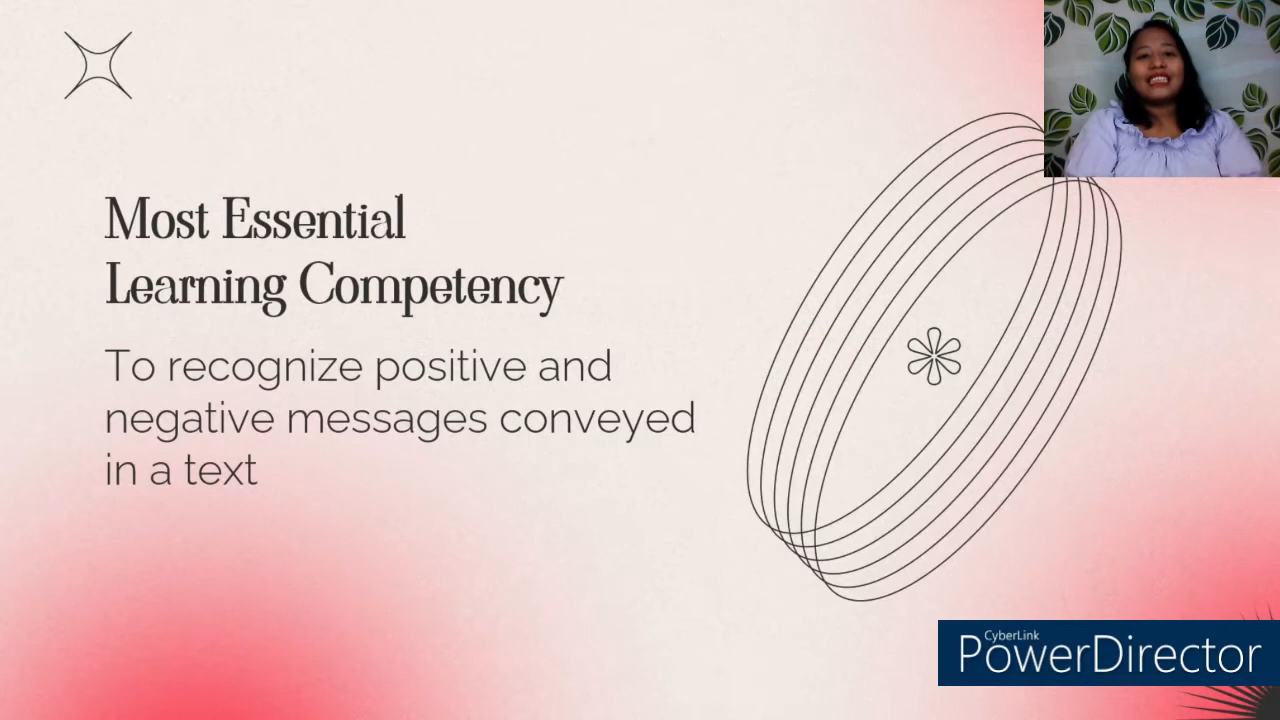 Most Essential
Learning Competency
To recognize positive and
negative messages conveyed
in a text
CyberLink
PowerDirector